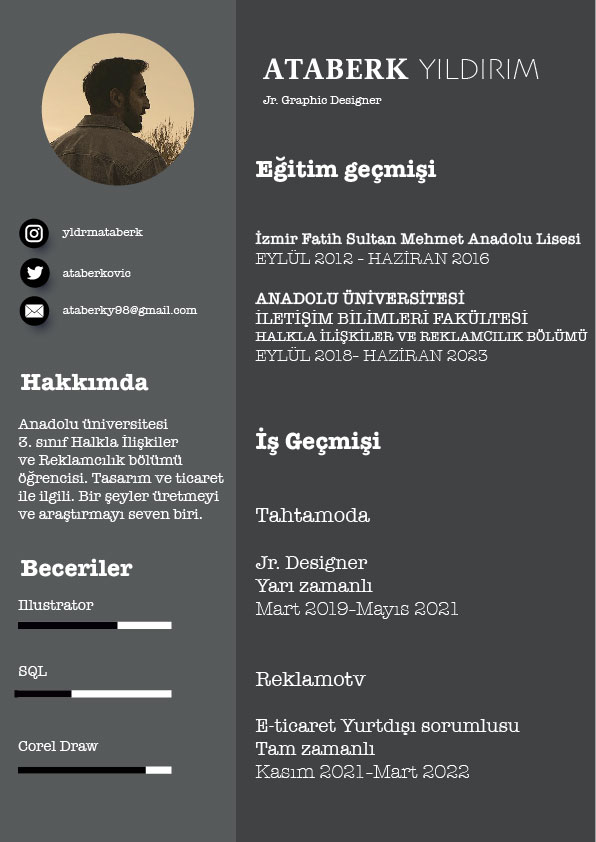 ATABERK YILDIRIM
Jr. Graphic Designer
yldrmataberk
ataberkovic
ataberky98@gmail.com
Hakkımda
Anadolu üniversitesi
3. sınıf Halkla İlişkiler
ve Reklamcılık bölümü
öğrencisi. Tasarım ve ticaret
ile ilgili. Bir şeyler üretmeyi
ve araştırmayı seven biri.
Beceriler
Illustrator
SQL
Corel Draw
Eğitim geçmişi
İzmir Fatih Sultan Mehmet Anadolu Lisesi
EYLÜL 2012 - HAZİRAN 2016
ANADOLU ÜNİVERSİTESİ
İLETİŞİM BİLİMLERİ FAKÜLTESİ
HALKLA İLİŞKİLER VE REKLAMCILIK BÖLÜMÜ
EYLÜL 2018- HAZİRAN 2023
İş Geçmişi
Tahtamoda
Jr. Designer
Yarı zamanlı
Mart 2019-Mayıs 2021
Reklamotv
E-ticaret Yurtdışı sorumlusu
Tam zamanlı
Kasım 2021-Mart 2022